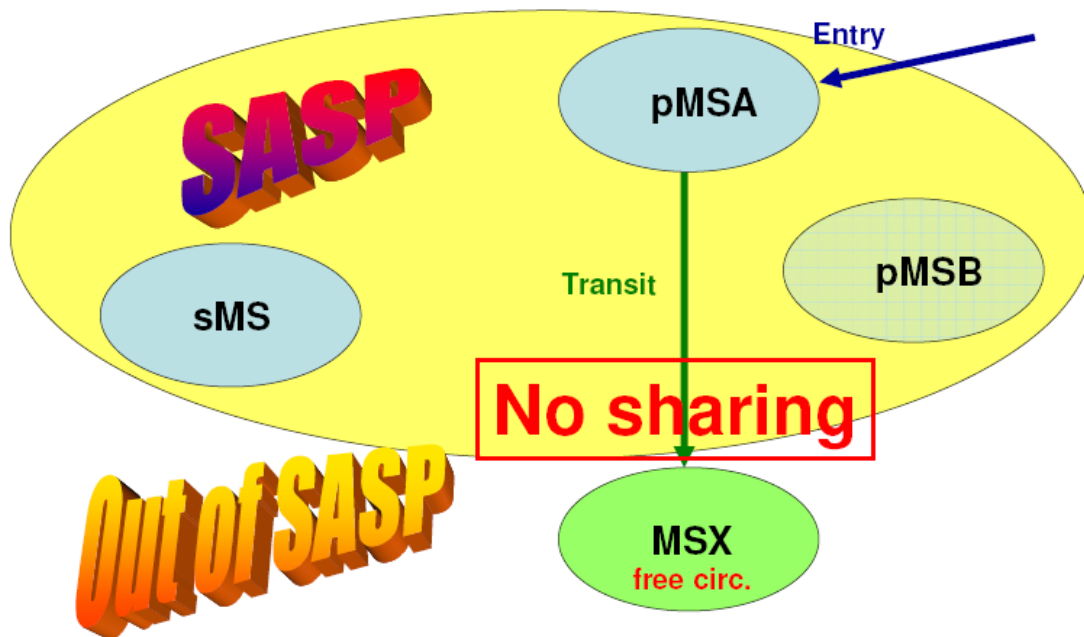 Entry
pMSA
SASP
pMSB
Transit
sMS
No sharing
Out of SASP
MSX
free circ.